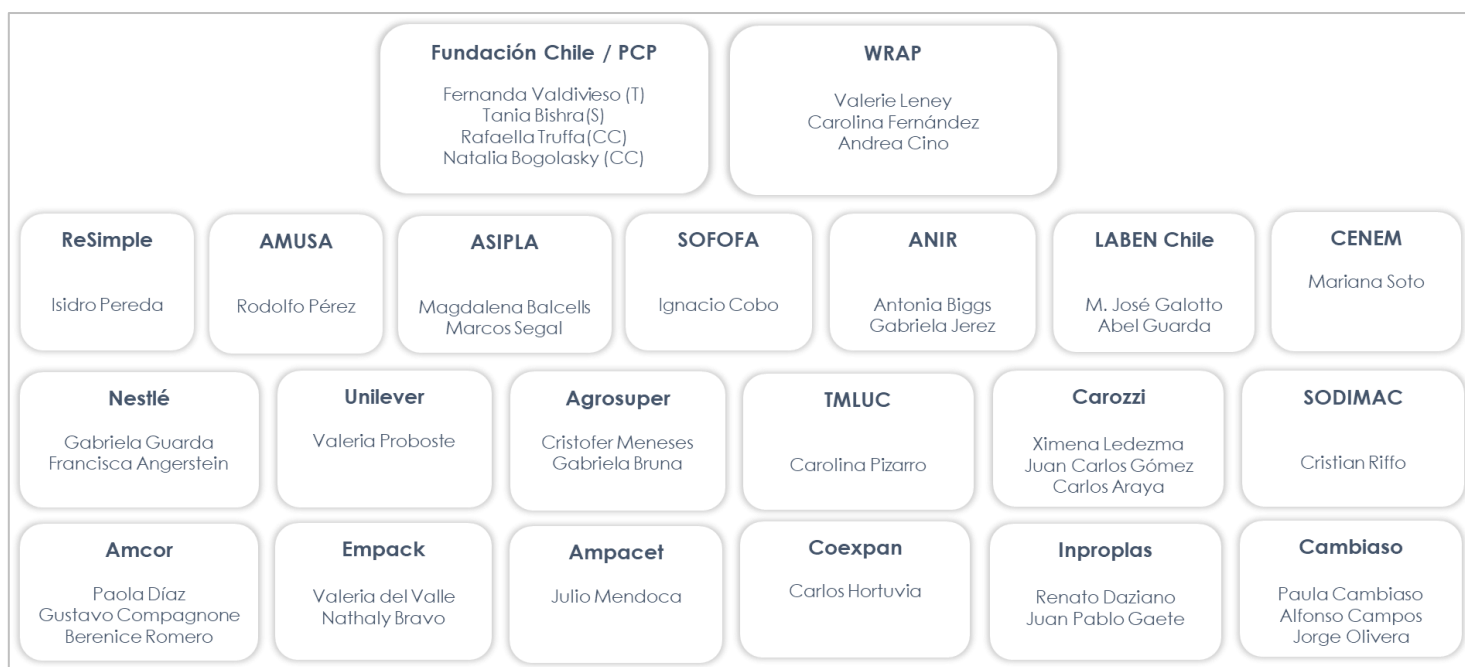 Fundación Chile / PCP
Fernanda Valdivieso (T)
Tania Bishra(S)
Rafaella Truffa(CC)
Natalia Bogolasky (CC)
WRAP
Valerie Leney
Carolina Fernández
Andrea Cino
ReSimple
Isidro Pereda
AMUSA
Rodolfo Pérez
ASIPLA
Magdalena Balcells
Marcos Segal
SOFOFA
Ignacio Cobo
ANIR
Antonia Biggs
Gabriela Jerez
LABEN Chile
M. José Galotto
Abel Guarda
CENEM
Mariana Soto
Nestlé
Gabriela Guarda
Francisca Angerstein
Unilever
Valeria Proboste
Agrosuper
Cristofer Meneses
Gabriela Bruna
TMLUC
Carolina Pizarro
Carozzi
Ximena Ledezma
Juan Carlos Gómez
Carlos Araya
SODIMAC
Cristian Riffo
Amcor
Paola Díaz
Gustavo Compagnone
Berenice Romero
Empack
Valeria del Valle
Nathaly Bravo
Ampacet
Julio Mendoca
Coexpan
Carlos Hortuvia
Inproplas
Renato Daziano
Juan Pablo Gaete
Cambiaso
Paula Cambiaso
Alfonso Campos
Jorge Olivera